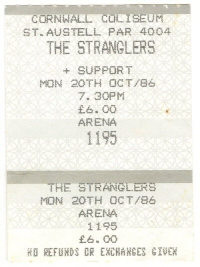 CORNWALL COLISEUM
ST.AUSTELL PAR 4004
THE STRANGLERS
+ SUPPORT
MON 20TH OCT/86
7.30PM
£6.00
ARENA
1195
THE STRANGLERS
MON 20TH OCT/86
ARENA
1195
£6.00
NO REFUNDS OR EXCHANGES GIVEN